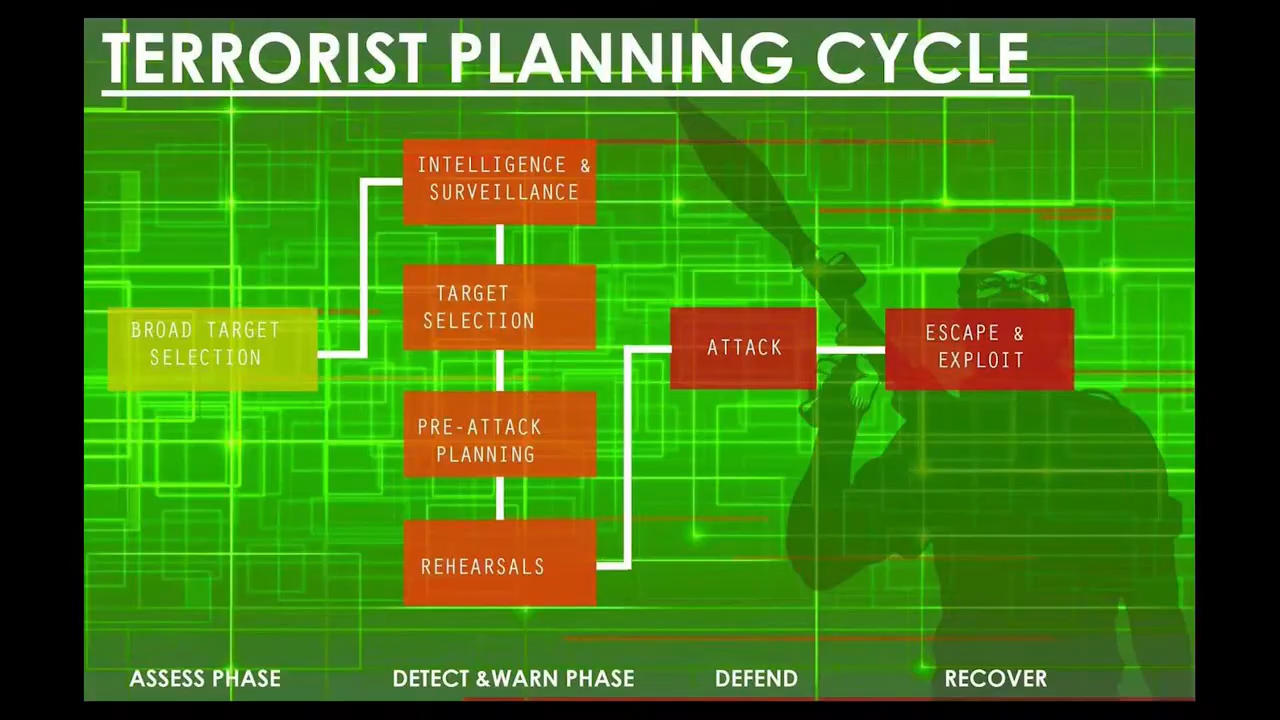 TERRORIST PLANNING CYCLE
INTELLIGENCE &
SURVEILLANCE
TARGET
SELECTION
BROAD TARGET
SELECTION
PRE-ATTACK
PLANNING
REHEARSALS
ATTACK
ESCAPE &
EXPLOIT
ASSESS PHASE
DETECT &WARN PHASE
DEFEND
RECOVER